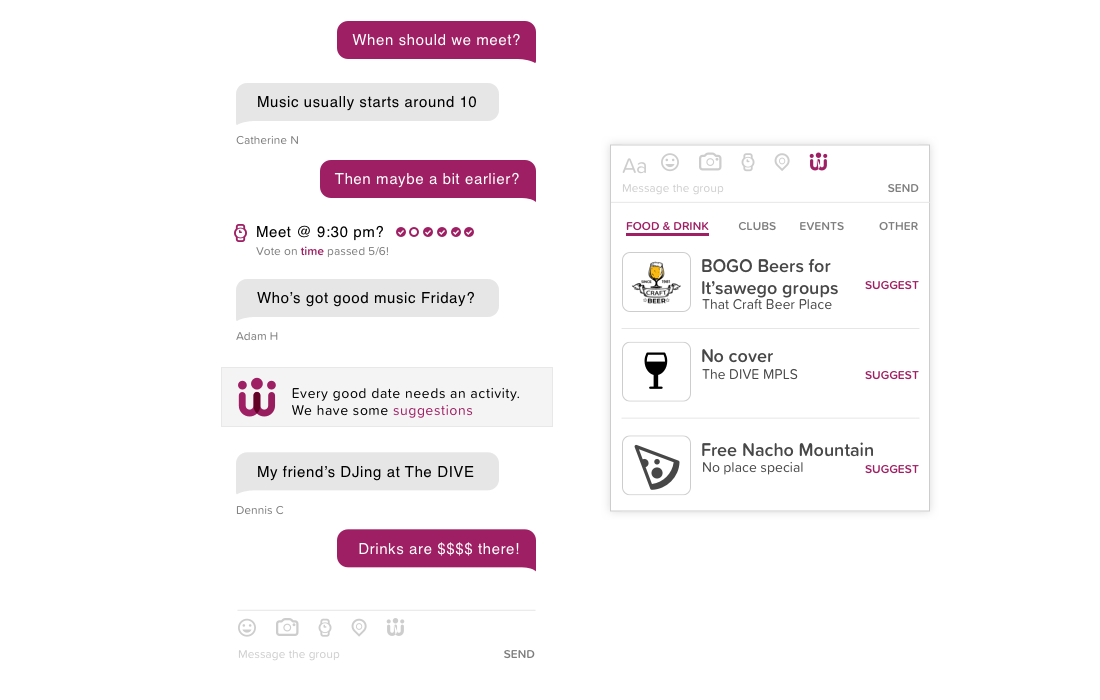 When should we meet?
Music usually starts around 10
Catherine N
Then maybe a bit earlier?
Meet @ 9:30 pm?
Vote on time passed 5/6!
Who's got good music Friday?
Adam H
Every good date needs an activity.
We have some suggestions
My friend's DJing at The DIVE
Dennis C
Drinks are $$$$ there!
Message the group
SEND
Aa
Message the group
SEND
FOOD & DRINK
CLUBS
EVENTS
OTHER
SINCE 1987
CRAFT
BEER
BOGO Beers for
It'sawego groups
That Craft Beer Place
SUGGEST
No cover
The DIVE MPLS
SUGGEST
Free Nacho Mountain
No place special
SUGGEST